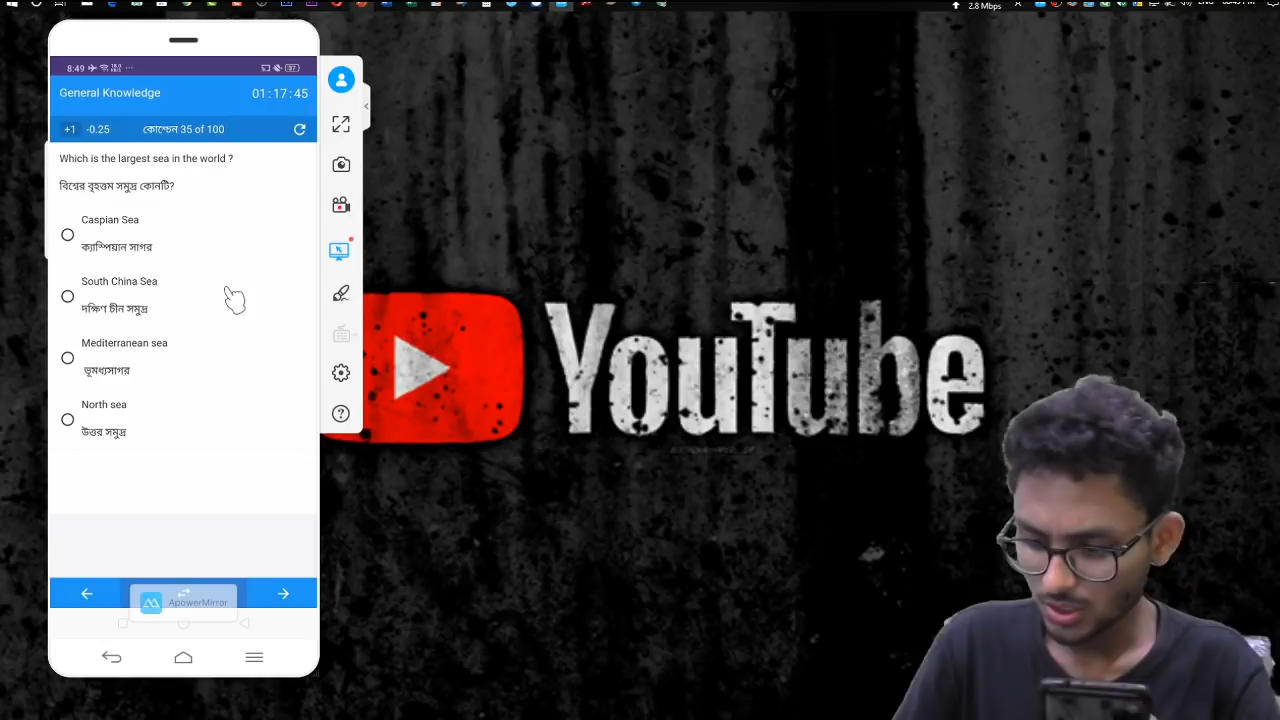 2.8 Mbps
8:49
General Knowledge
01:17:45
+1 -0.25 কোশ্চেন 35 of 100
Which is the largest sea in the world ?
বিশ্বের বৃহত্তম সমুদ্র কোনটি?
Caspian Sea
ক্যাস্পিয়ান সাগর
South China Sea
দক্ষিণ চীন সমুদ্র
Mediterranean sea
ভূমধ্যসাগর
North sea
উত্তর সমুদ্র
ApowerMirror
YouTube